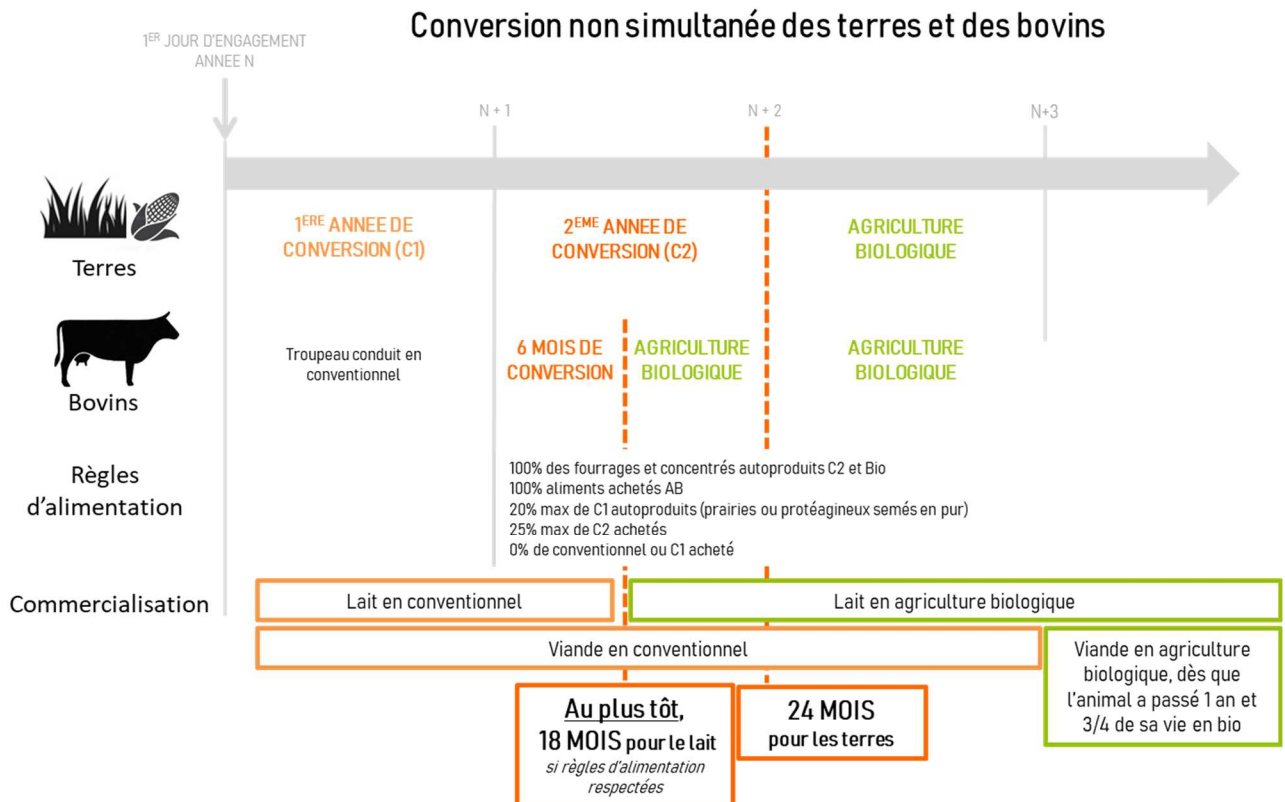 Conversion non simultanée des terres et des bovins
1ER JOUR D'ENGAGEMENT
ANNEE N
N + 1
N + 2
N+3
Terres
1ERE ANNEE DE
CONVERSION (C1)
2EME ANNEE DE
CONVERSION (C2)
AGRICULTURE
BIOLOGIQUE
Bovins
Troupeau conduit en
conventionnel
6 MOIS DE
CONVERSION
AGRICULTURE
BIOLOGIQUE
AGRICULTURE
BIOLOGIQUE
Règles
d'alimentation
100% des fourrages et concentrés autoproduits C2 et Bio
100% aliments achetés AB
20% max de C1 autoproduits (prairies ou protéagineux semés en pur)
25% max de C2 achetés
0% de conventionnel ou C1 acheté
Commercialisation
Lait en conventionnel
Lait en agriculture biologique
Viande en conventionnel
Viande en agriculture
biologique, dès que
l'animal a passé 1 an et
3/4 de sa vie en bio
Au plus tôt,
18 MOIS pour le lait
si règles d'alimentation
respectées
24 MOIS
pour les terres